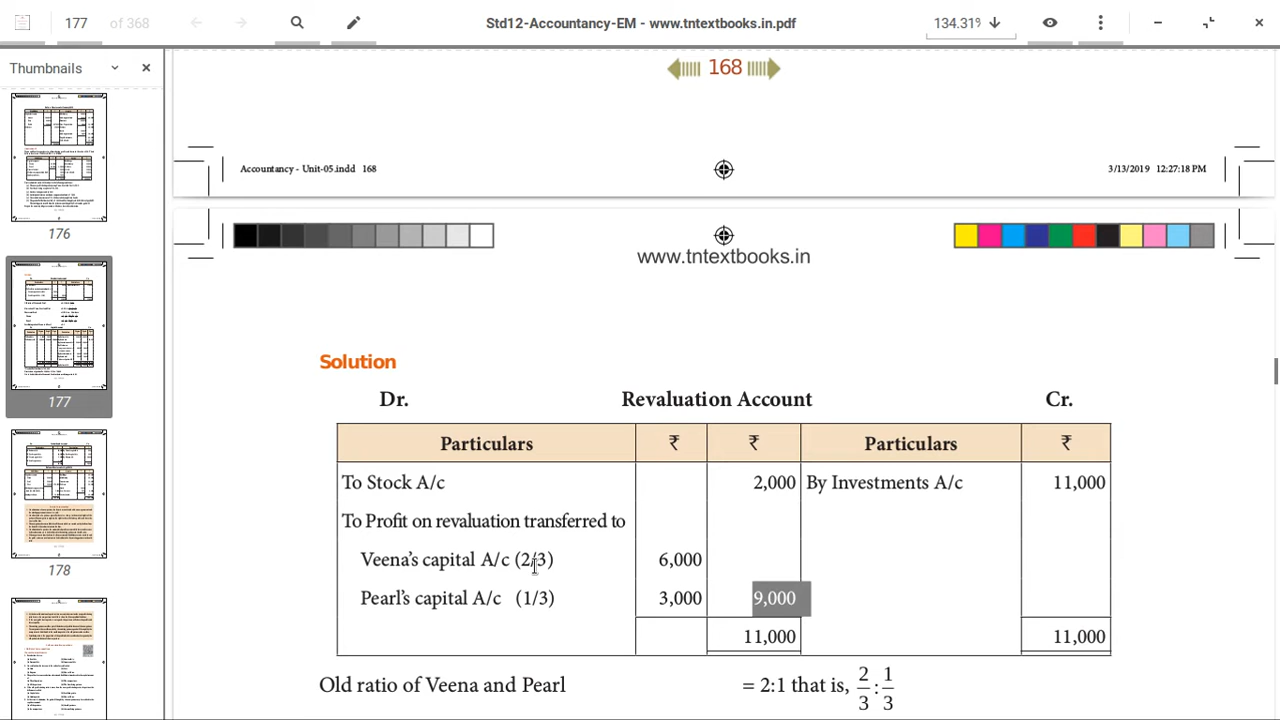 177 of 368
Std12-Accountancy-EM - www.tntextbooks.in.pdf
134.31%
Thumbnails
176
177
178
168
Accountancy - Unit-05.indd 168
3/13/2019 12:27:18 PM
www.tntextbooks.in
Solution
Dr. Revaluation Account Cr.
Particulars ₹ ₹ Particulars ₹
To Stock A/c 2,000 By Investments A/c 11,000
To Profit on revauation transferred to
Veena's capital A/c (2/3) 6,000
Pearl's capital A/c (1/3) 3,000 9,000
11,000 11,000
Old ratio of Veena and Pearl = 2:1 that is, 2/3 : 1/3